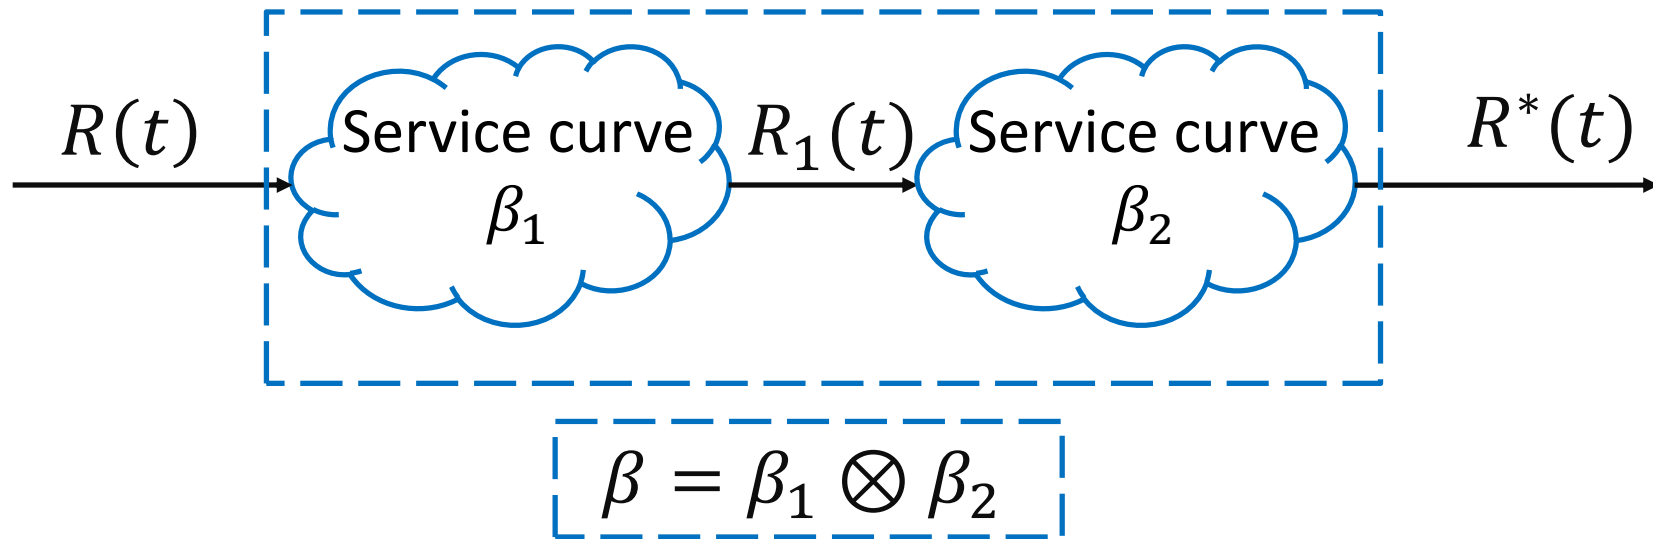 R(t)
Service curve
β₁
R₁(t)
Service curve
β₂
R*(t)
β = β₁ ⊗ β₂